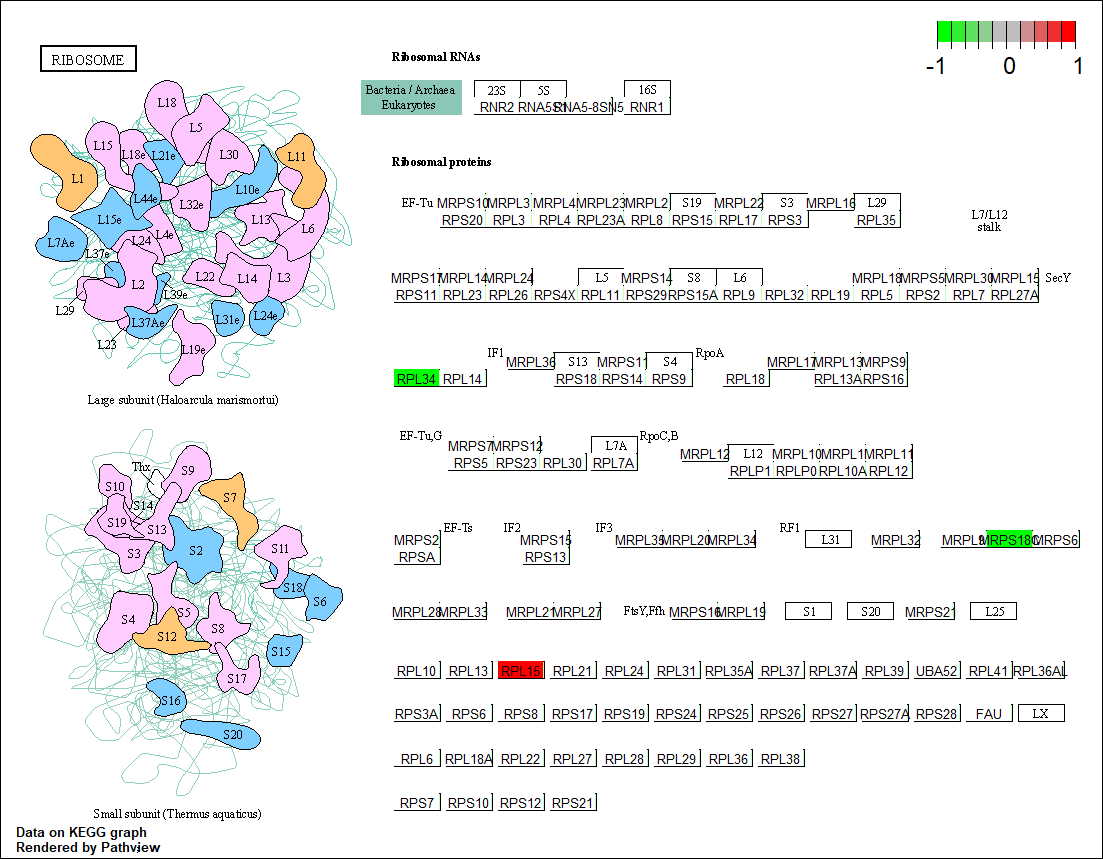 RIBOSOME
L18
L5
L15
L18e
L21e
L30
L11
L1
L44e
L10e
L32e
L15e
L13
L6
L7Ae
L24
L4e
L37e
L22
L14
L3
L2
L39e
L29
L37Ae
L31e
L24e
L23
L19e
Large subunit (Haloarcula marismortui)
Thx
S9
S10
S7
S14
S19
S13
S3
S2
S11
S18
S6
S4
S5
S8
S12
S15
S17
S16
S20
Small subunit (Thermus aquaticus)
Data on KEGG graph
Rendered by Pathview
-1 0 1
Ribosomal RNAs
Bacteria / Archaea
Eukaryotes
23S 5S 16S
RNR2 RNA5S1 RNA5-8SN5 RNR1
Ribosomal proteins
EF-Tu MRPS10 MRPL3 MRPL4 MRPL23 MRPL2 S19 MRPL22 S3 MRPL16 L29
RPS20 RPL3 RPL4 RPL23A RPL8 RPS15 RPL17 RPS3 RPL35
L7/L12
stalk
MRPS17 MRPL14 MRPL24 L5 MRPS14 S8 L6 MRPL18 MRPS5 MRPL30 MRPL15 SecY
RPS11 RPL23 RPL26 RPS4X RPL11 RPS29 RPS15A RPL9 RPL32 RPL19 RPL5 RPS2 RPL7 RPL27A
IF1 MRPL36 S13 MRPS11 S4 RpoA MRPL17 MRPL13 MRPS9
RPL34 RPL14 RPS18 RPS14 RPS9 RPL18 RPL13A RPS16
EF-Tu,G MRPS7 MRPS12 L7A RpoC,B MRPL12 L12 MRPL10 MRPL1 MRPL11
RPS5 RPS23 RPL30 RPL7A RPLP1 RPLP0 RPL10A RPL12
EF-Ts IF2 IF3 RF1
MRPS2 MRPS15 MRPL35 MRPL20 MRPL34 L31 MRPL32 MRPL9 MRPS18C MRPS6
RPSA RPS13
MRPL28 MRPL33 MRPL21 MRPL27 FtsY,Ffh MRPS16 MRPL19 S1 S20 MRPS21 L25
RPL10 RPL13 RPL15 RPL21 RPL24 RPL31 RPL35A RPL37 RPL37A RPL39 UBA52 RPL41 RPL36AL
RPS3A RPS6 RPS8 RPS17 RPS19 RPS24 RPS25 RPS26 RPS27 RPS27A RPS28 FAU LX
RPL6 RPL18A RPL22 RPL27 RPL28 RPL29 RPL36 RPL38
RPS7 RPS10 RPS12 RPS21